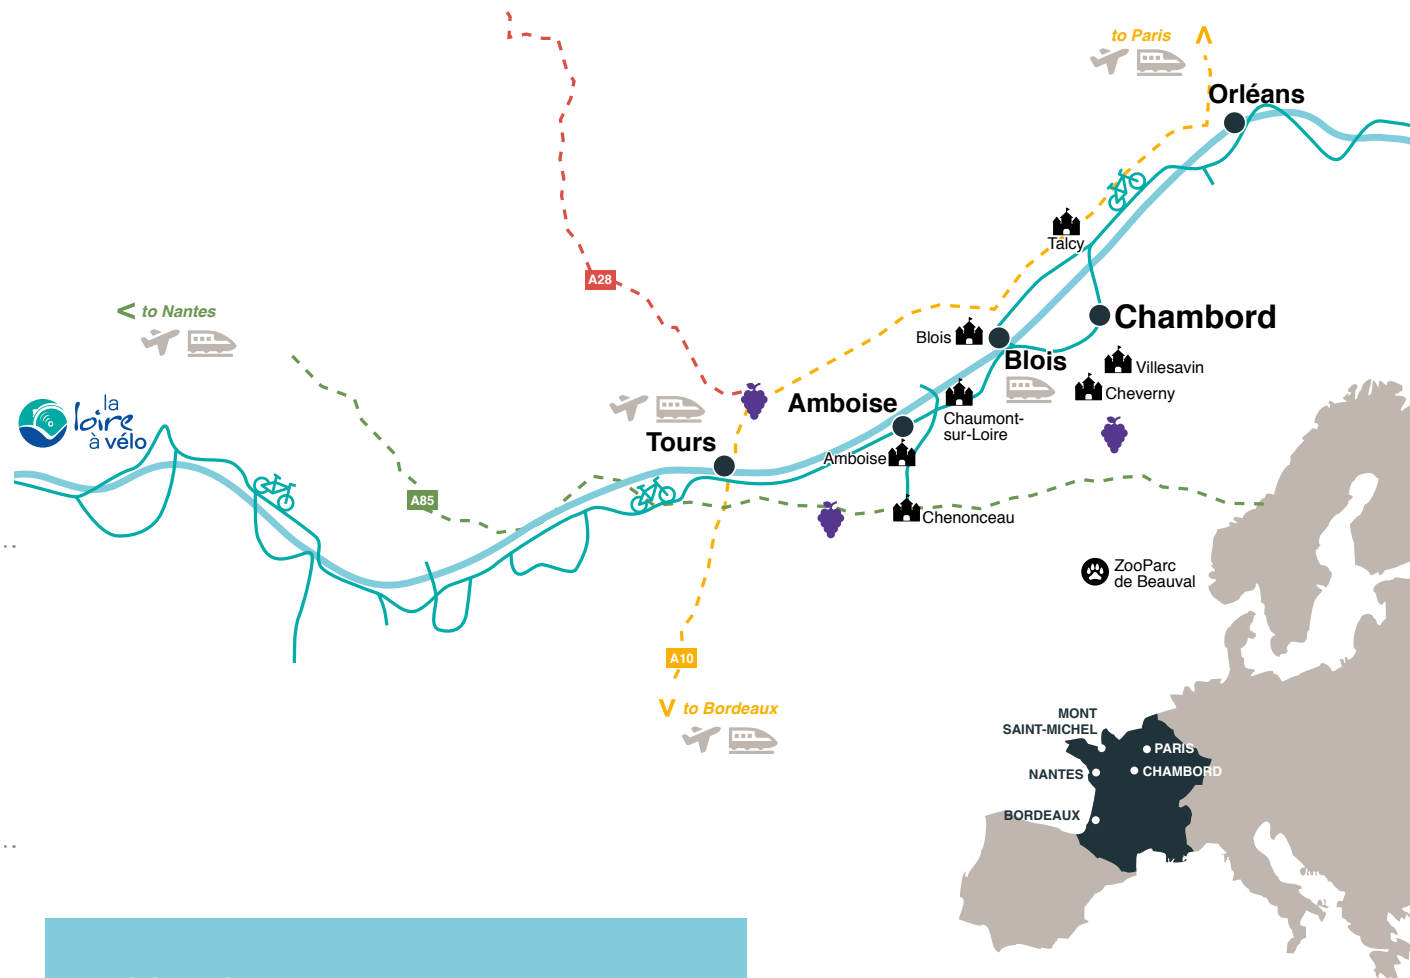 to Paris
Orléans
Talcy
A28
< to Nantes
Chambord
Blois
Blois
Villesavin
Cheverny
Amboise
Chaumont-
sur-Loire
la
loire
à vélo
Tours
Amboise
A85
Chenonceau
ZooParc
de Beauval
A10
to Bordeaux
MONT
SAINT-MICHEL
PARIS
NANTES
CHAMBORD
BORDEAUX